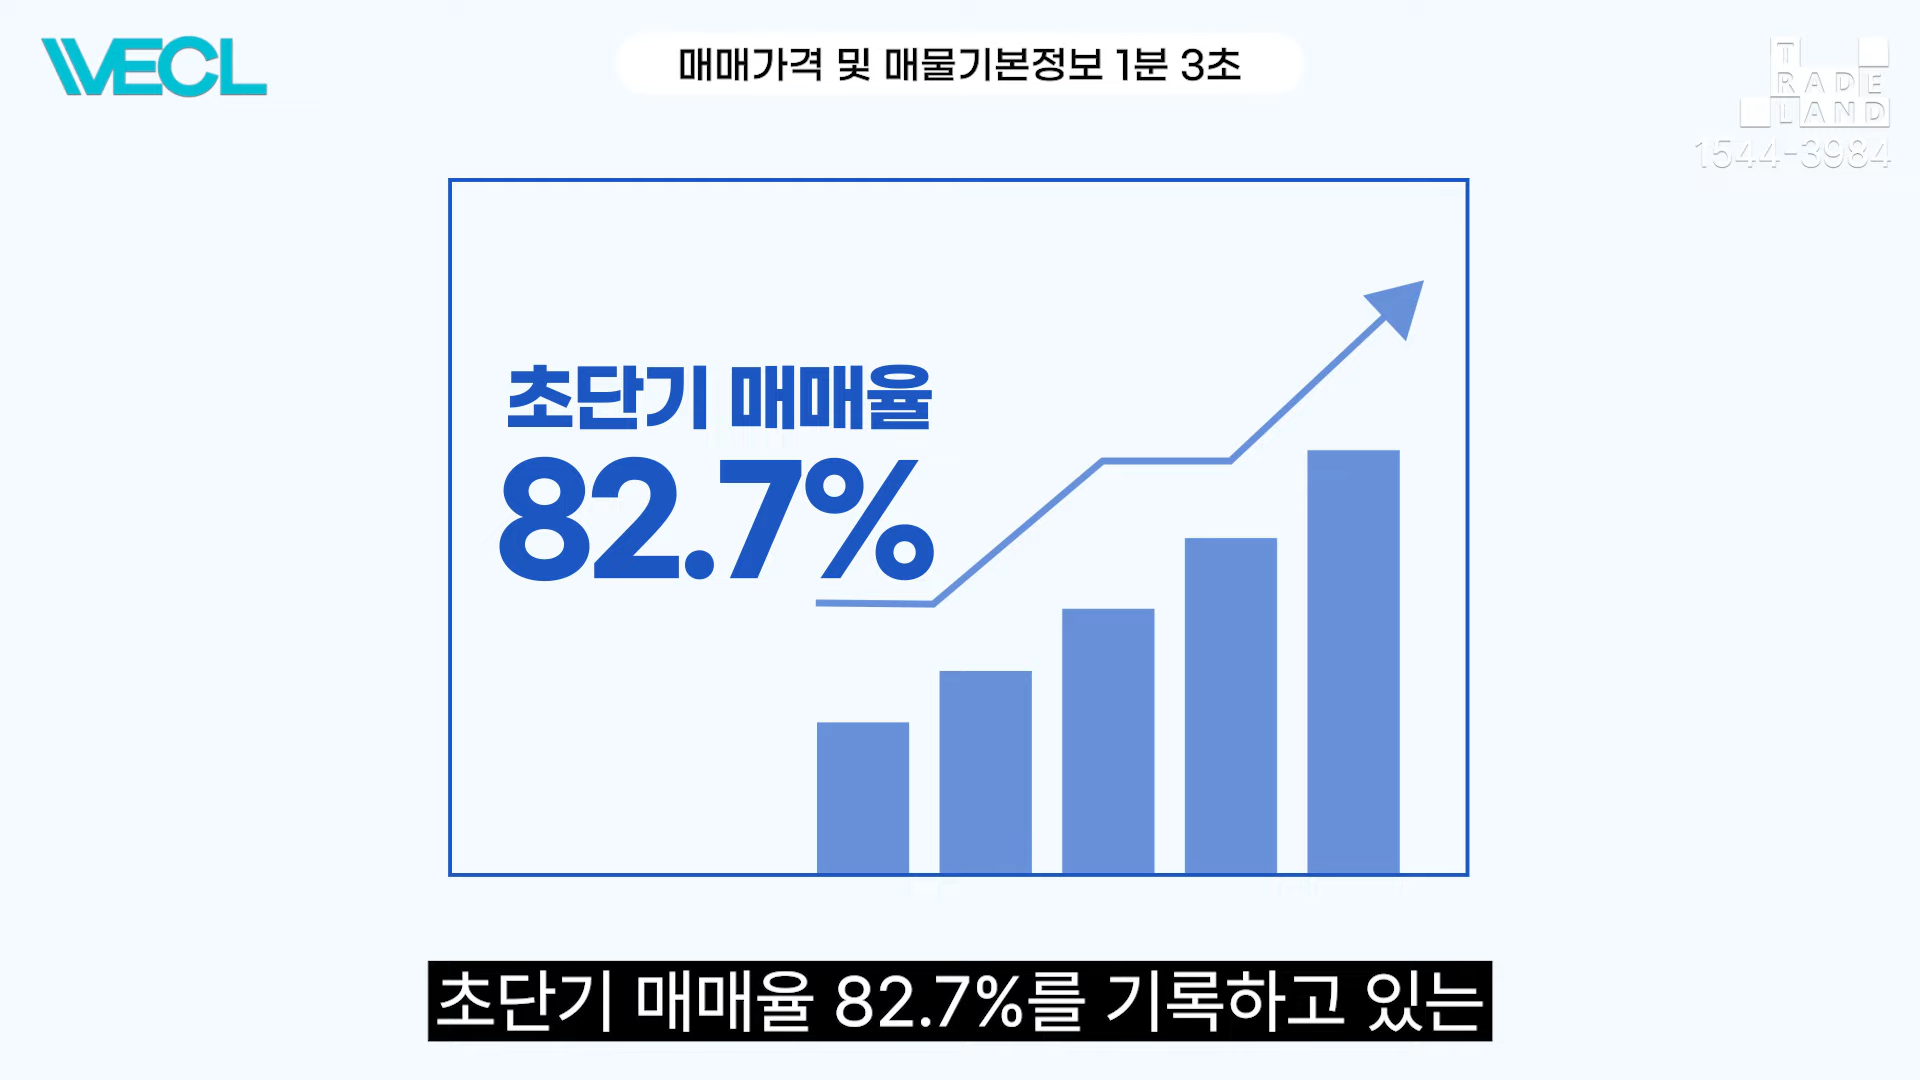 WECL
매매가격 및 매물기본정보 1분 3초
T
RADE
LAND
1544-3984
초단기 매매율
82.7%
초단기 매매율 82.7%를 기록하고 있는